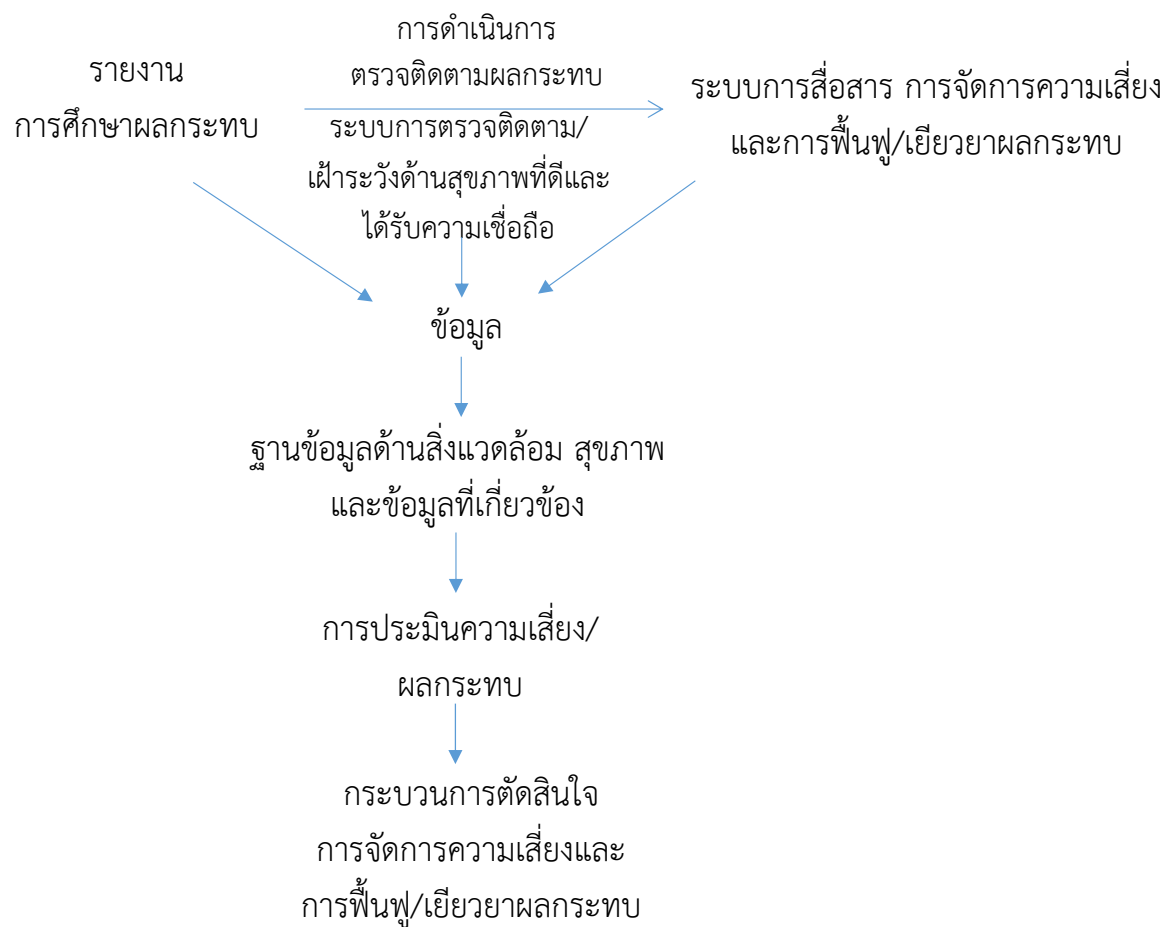 รายงาน
การศึกษาผลกระทบ
การดำเนินการ
ตรวจติดตามผลกระทบ
ระบบการตรวจติดตาม/
เฝ้าระวังด้านสุขภาพที่ดีและ
ได้รับความเชื่อถือ
ระบบการสื่อสาร การจัดการความเสี่ยง
และการฟื้นฟู/เยียวยาผลกระทบ
ข้อมูล
ฐานข้อมูลด้านสิ่งแวดล้อม สุขภาพ
และข้อมูลที่เกี่ยวข้อง
การประมินความเสี่ยง/
ผลกระทบ
กระบวนการตัดสินใจ
การจัดการความเสี่ยงและ
การฟื้นฟู/เยียวยาผลกระทบ